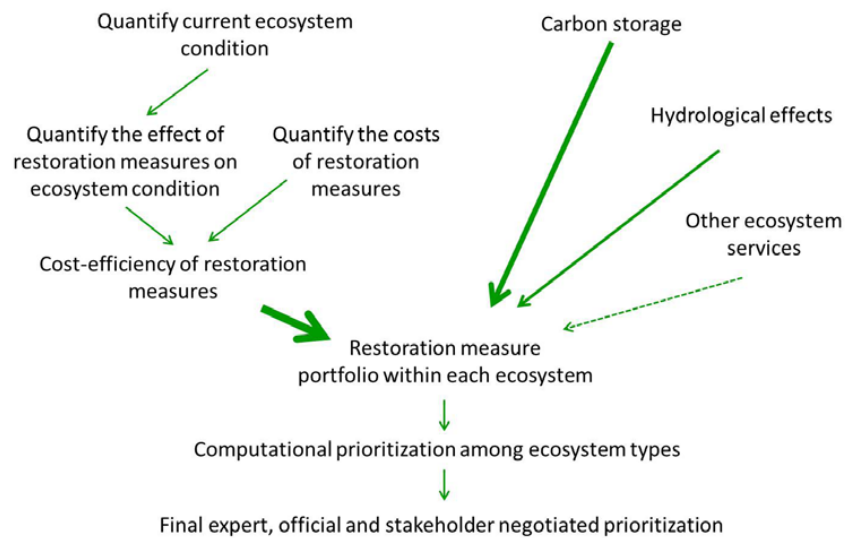 Quantify current ecosystem
condition
Carbon storage
Hydrological effects
Quantify the effect of
restoration measures on
ecosystem condition
Quantify the costs
of restoration
measures
Other ecosystem
services
Cost-efficiency of restoration
measures
Restoration measure
portfolio within each ecosystem
Computational prioritization among ecosystem types
Final expert, official and stakeholder negotiated prioritization